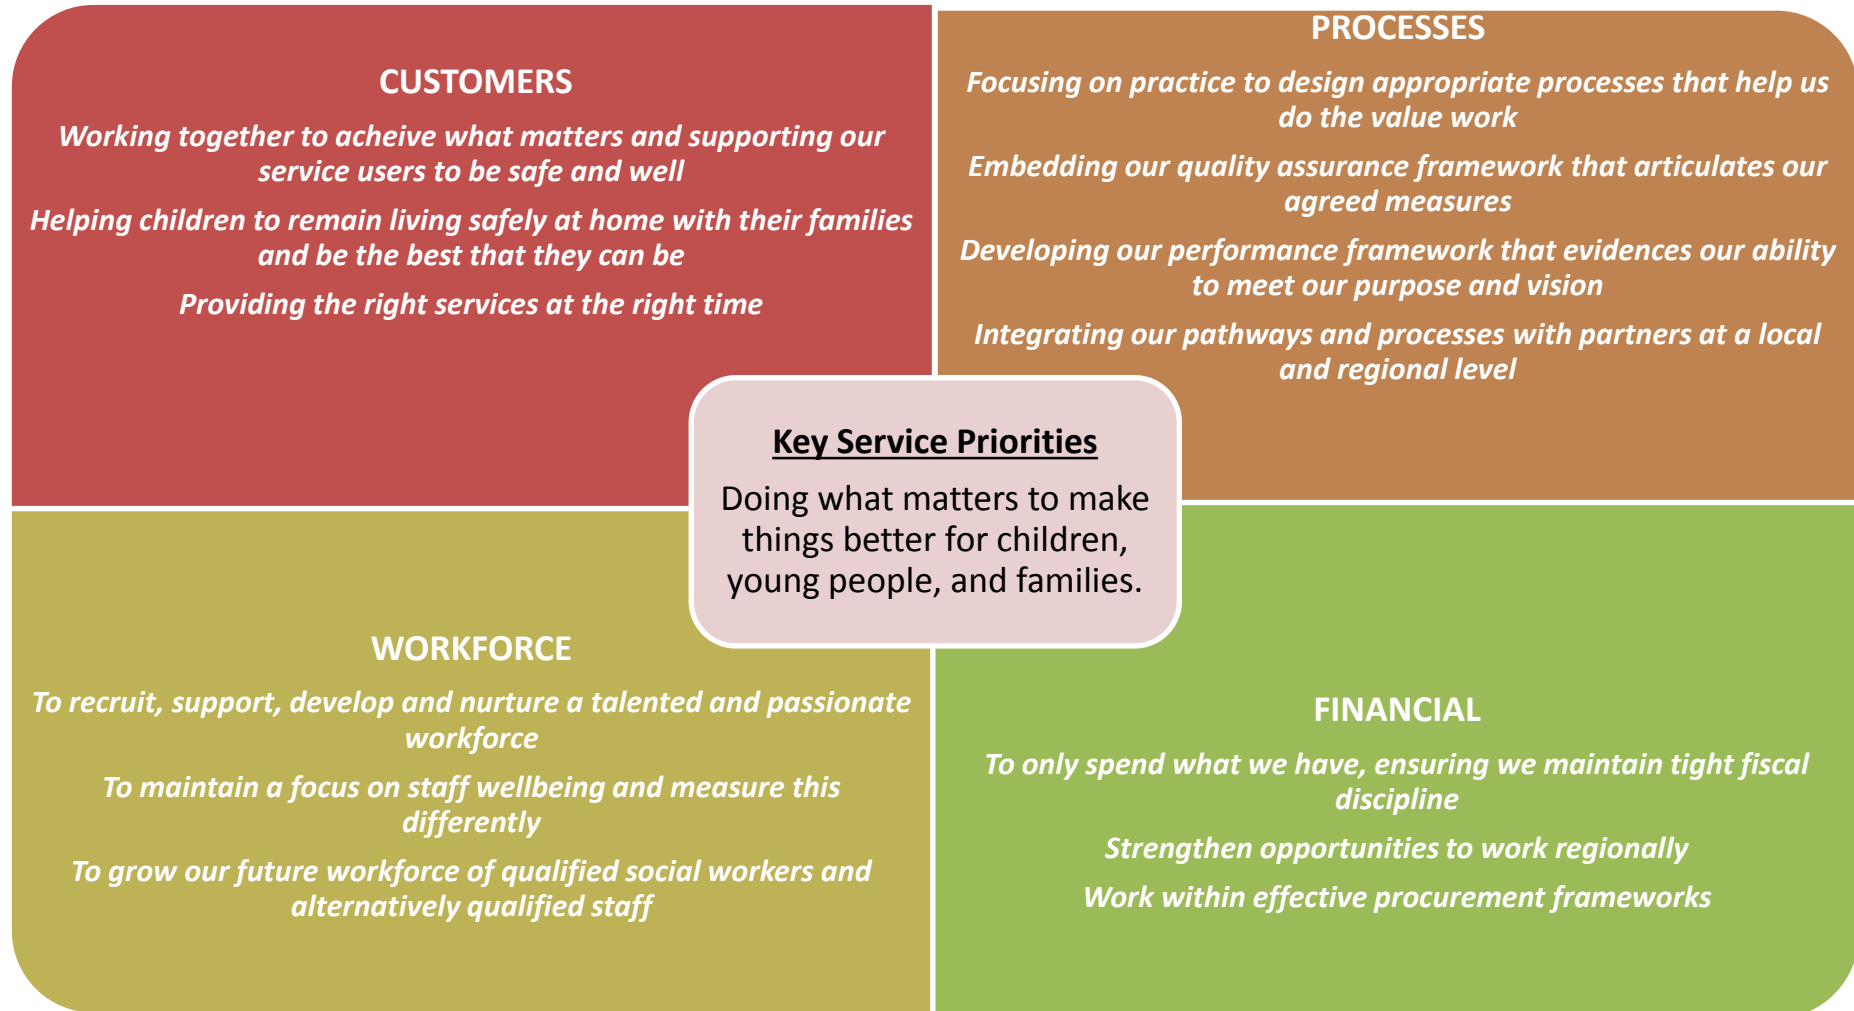 CUSTOMERS
Working together to acheive what matters and supporting our
service users to be safe and well
Helping children to remain living safely at home with their families
and be the best that they can be
Providing the right services at the right time
PROCESSES
Focusing on practice to design appropriate processes that help us
do the value work
Embedding our quality assurance framework that articulates our
agreed measures
Developing our performance framework that evidences our ability
to meet our purpose and vision
Integrating our pathways and processes with partners at a local
and regional level
Key Service Priorities
Doing what matters to make
things better for children,
young people, and families.
WORKFORCE
To recruit, support, develop and nurture a talented and passionate
workforce
To maintain a focus on staff wellbeing and measure this
differently
To grow our future workforce of qualified social workers and
alternatively qualified staff
FINANCIAL
To only spend what we have, ensuring we maintain tight fiscal
discipline
Strengthen opportunities to work regionally
Work within effective procurement frameworks